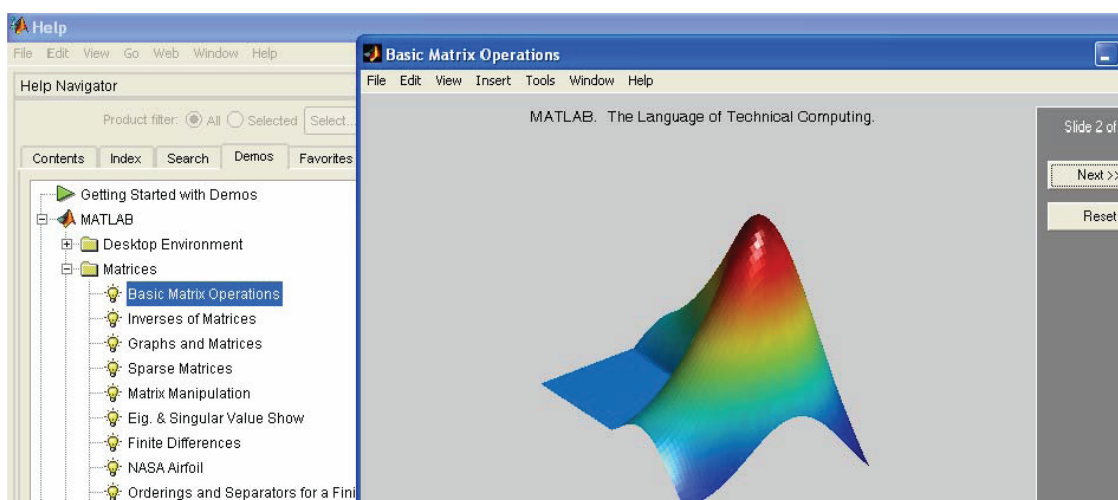 Help
File Edit View Go Web Window Help
Help Navigator
Product filter: All Selected Select...
Contents Index Search Demos Favorites
Getting Started with Demos
MATLAB
Desktop Environment
Matrices
Basic Matrix Operations
Inverses of Matrices
Graphs and Matrices
Sparse Matrices
Matrix Manipulation
Eig. & Singular Value Show
Finite Differences
NASA Airfoil
Orderings and Separators for a Fini
Basic Matrix Operations
File Edit View Insert Tools Window Help
MATLAB. The Language of Technical Computing.
Slide 2 of
Next >>
Reset